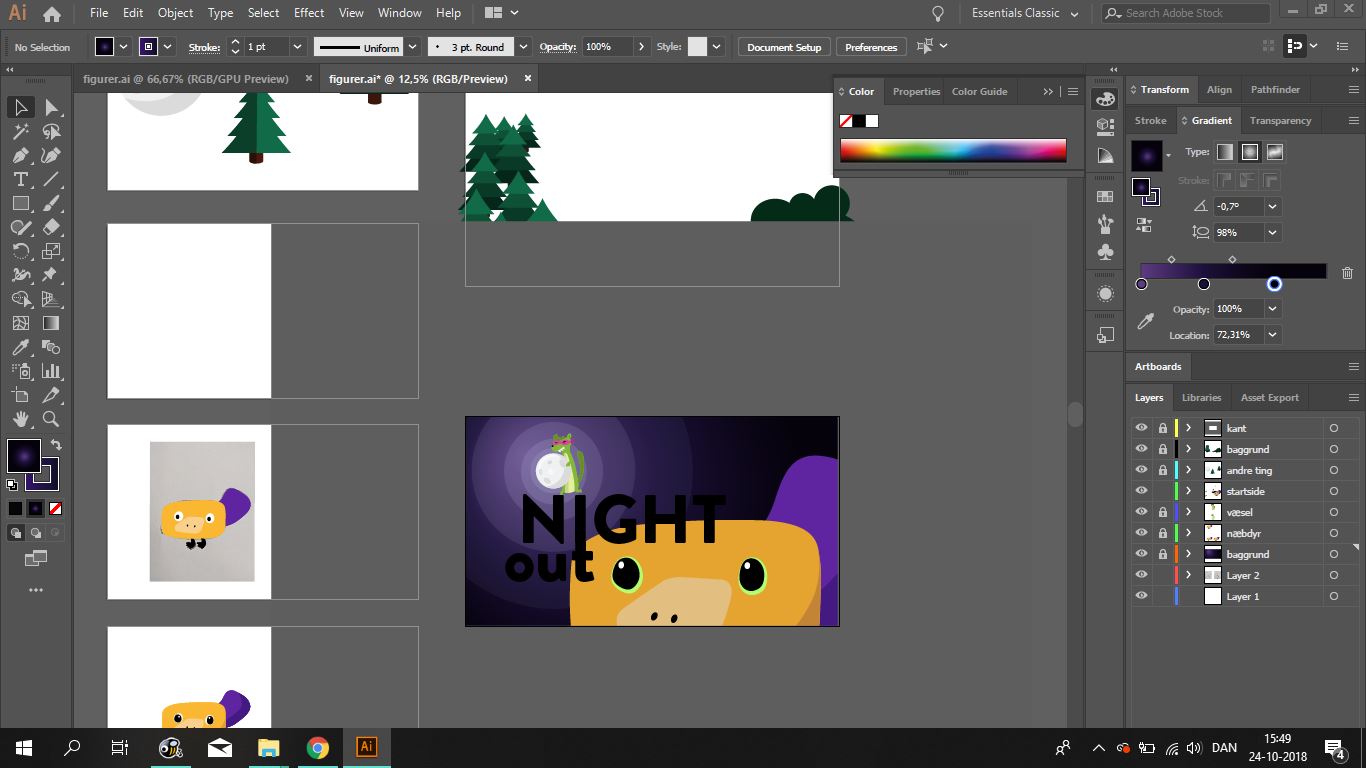 Ai File Edit Object Type Select Effect View Window Help Essentials Classic Search Adobe Stock
No Selection Stroke: 1 pt Uniform 3 pt. Round Opacity: 100% Style: Document Setup Preferences
figurer.ai @ 66,67% (RGB/GPU Preview) figurer.ai* @ 12,5% (RGB/Preview)
Color Properties Color Guide
Transform Align Pathfinder
Stroke Gradient Transparency
Type:
Stroke:
-0,7°
98%
Opacity: 100%
Location: 72,31%
Artboards
Layers Libraries Asset Export
kant
baggrund
andre ting
startside
væsel
næbdyr
baggrund
Layer 2
Layer 1
NIGHT
out
Ai DAN 15:49
24-10-2018 4